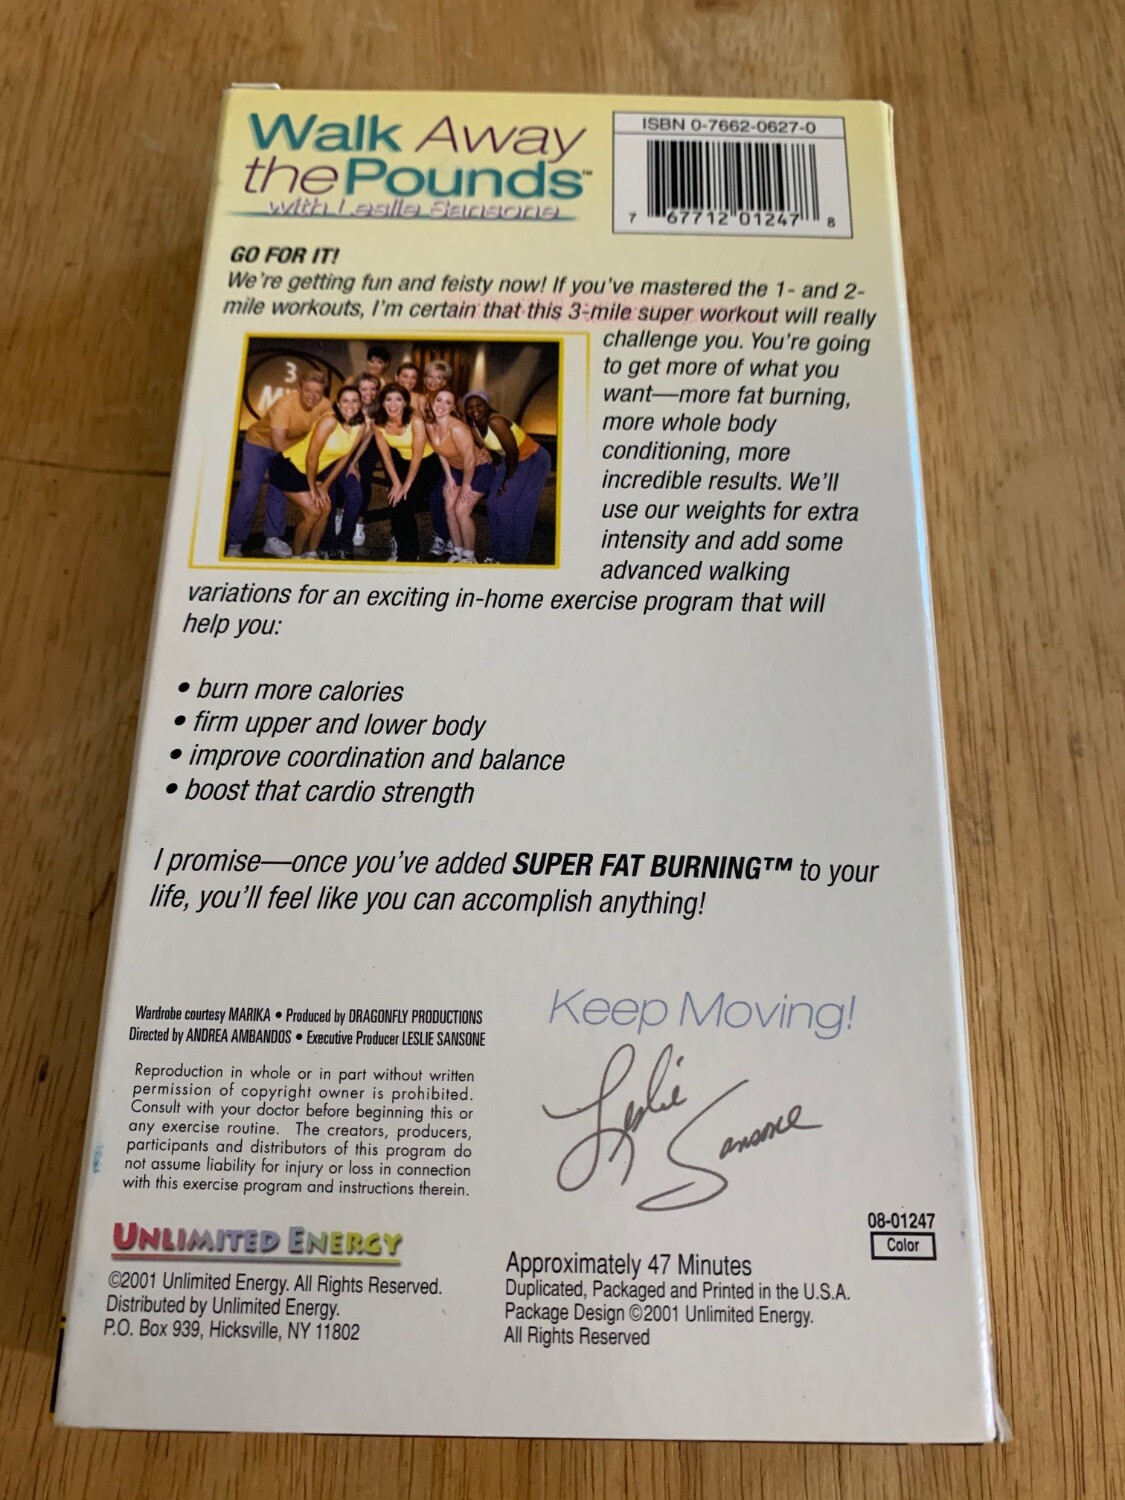 Walk Away
the Pounds™
with Leslie Sansone
ISBN 0-7662-0627-0
7 67712 01247 8
GO FOR IT!
We're getting fun and feisty now! If you've mastered the 1- and 2-
mile workouts, I'm certain that this 3-mile super workout will really
challenge you. You're going
to get more of what you
want—more fat burning,
more whole body
conditioning, more
incredible results. We'll
use our weights for extra
intensity and add some
advanced walking
variations for an exciting in-home exercise program that will
help you:
3
• burn more calories
• firm upper and lower body
• improve coordination and balance
• boost that cardio strength
I promise—once you've added SUPER FAT BURNING™ to your
life, you'll feel like you can accomplish anything!
Wardrobe courtesy MARIKA • Produced by DRAGONFLY PRODUCTIONS
Directed by ANDREA AMBANDOS • Executive Producer LESLIE SANSONE
Reproduction in whole or in part without written
permission of copyright owner is prohibited.
Consult with your doctor before beginning this or
any exercise routine. The creators, producers,
participants and distributors of this program do
not assume liability for injury or loss in connection
with this exercise program and instructions therein.
Keep Moving!
Leslie
Sansone
UNLIMITED ENERGY
©2001 Unlimited Energy. All Rights Reserved.
Distributed by Unlimited Energy.
P.O. Box 939, Hicksville, NY 11802
08-01247
Color
Approximately 47 Minutes
Duplicated, Packaged and Printed in the U.S.A.
Package Design ©2001 Unlimited Energy.
All Rights Reserved